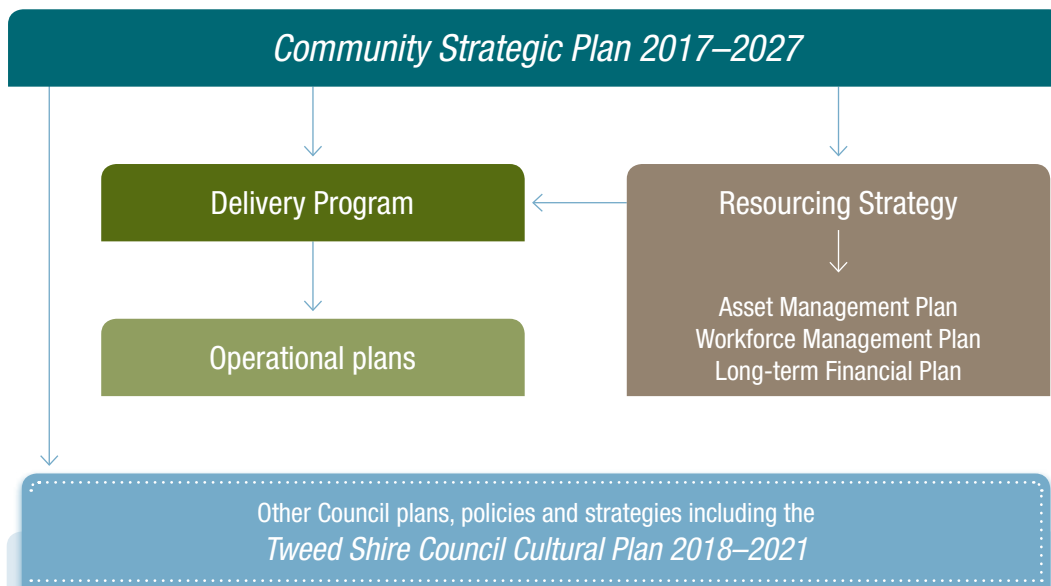 Community Strategic Plan 2017–2027
Delivery Program
Resourcing Strategy
Asset Management Plan
Workforce Management Plan
Long-term Financial Plan
Operational plans
Other Council plans, policies and strategies including the
Tweed Shire Council Cultural Plan 2018–2021